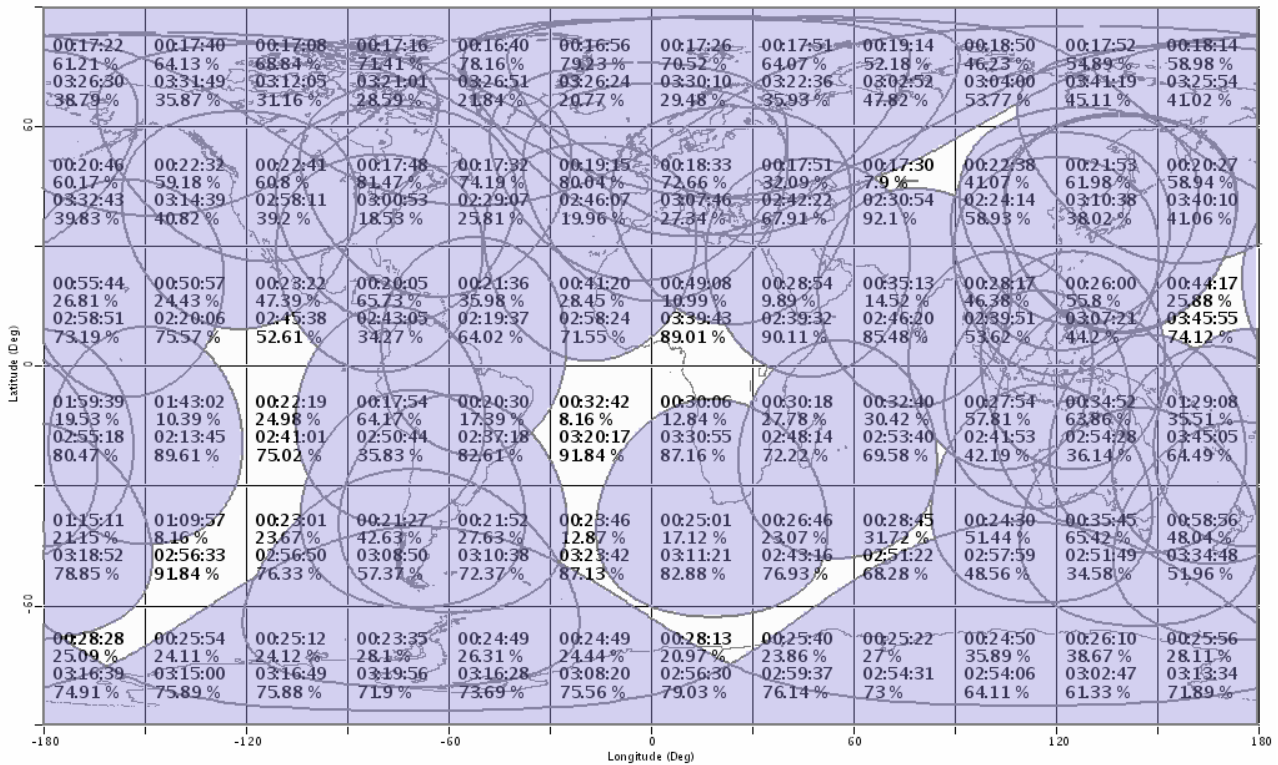 00:17:22 00:17:40 00:17:08 00:17:16 00:16:40 00:16:56 00:17:26 00:17:51 00:19:14 00:18:50 00:17:52 00:18:14
61.21 % 64.13 % 68.84 % 71.41 % 78.16 % 79.23 % 70.52 % 64.07 % 52.18 % 46.23 % 54.89 % 58.98 %
03:26:30 03:31:49 03:12:05 03:21:01 03:26:51 03:26:24 03:30:10 03:22:36 03:02:52 03:04:00 03:41:19 03:25:54
38.79 % 35.87 % 31.16 % 28.59 % 21.84 % 20.77 % 29.48 % 35.93 % 47.82 % 53.77 % 45.11 % 41.02 %
60
00:20:46 00:22:32 00:22:41 00:17:48 00:17:32 00:19:15 00:18:33 00:17:51 00:17:30 00:22:38 00:21:53 00:20:27
60.17 % 59.18 % 60.8 % 81.47 % 74.19 % 80.04 % 72.66 % 32.09 % 7.9 % 41.07 % 61.98 % 58.94 %
03:32:43 03:14:39 02:58:11 03:00:53 02:29:07 02:46:07 03:07:46 02:42:22 02:30:54 02:24:14 03:10:38 03:40:10
39.83 % 40.82 % 39.2 % 18.53 % 25.81 % 19.96 % 27.34 % 67.91 % 92.1 % 58.93 % 38.02 % 41.06 %
00:55:44 00:50:57 00:23:22 00:20:05 00:21:36 00:41:20 00:49:08 00:28:54 00:35:13 00:28:17 00:26:00 00:44:17
26.81 % 24.43 % 47.39 % 65.73 % 35.98 % 28.45 % 10.99 % 9.89 % 14.52 % 46.38 % 55.8 % 25.88 %
02:58:51 02:20:06 02:45:38 02:43:05 02:19:37 02:58:24 03:39:43 02:39:32 02:46:20 02:39:51 03:07:21 03:45:55
73.19 % 75.57 % 52.61 % 34.27 % 64.02 % 71.55 % 89.01 % 90.11 % 85.48 % 53.62 % 44.2 % 74.12 %
Latitude (Deg)
0
01:59:39 01:43:02 00:22:19 00:17:54 00:20:30 00:32:42 00:30:06 00:30:18 00:32:40 00:27:54 00:34:52 01:29:08
19.53 % 10.39 % 24.98 % 64.17 % 17.39 % 8.16 % 12.84 % 27.78 % 30.42 % 57.81 % 63.86 % 35.51 %
02:55:18 02:13:45 02:41:01 02:50:44 02:37:18 03:20:17 03:30:55 02:48:14 02:53:40 02:41:53 02:54:28 03:45:05
80.47 % 89.61 % 75.02 % 35.83 % 82.61 % 91.84 % 87.16 % 72.22 % 69.58 % 42.19 % 36.14 % 64.49 %
01:15:11 01:09:57 00:23:01 00:21:27 00:21:52 00:23:46 00:25:01 00:26:46 00:28:45 00:24:30 00:35:45 00:58:56
21.15 % 8.16 % 23.67 % 42.63 % 27.63 % 12.87 % 17.12 % 23.07 % 31.72 % 51.44 % 65.42 % 48.04 %
03:18:52 02:56:33 02:56:50 03:08:50 03:10:38 03:23:42 03:11:21 02:43:16 02:51:22 02:57:59 02:51:49 03:34:48
78.85 % 91.84 % 76.33 % 57.37 % 72.37 % 87.13 % 82.88 % 76.93 % 68.28 % 48.56 % 34.58 % 51.96 %
-60
00:28:28 00:25:54 00:25:12 00:23:35 00:24:49 00:24:49 00:28:13 00:25:40 00:25:22 00:24:50 00:26:10 00:25:56
25.09 % 24.11 % 24.12 % 28.1 % 26.31 % 24.44 % 20.97 % 23.86 % 27 % 35.89 % 38.67 % 28.11 %
03:16:39 03:15:00 03:16:49 03:19:56 03:16:28 03:08:20 02:56:30 02:59:37 02:54:31 02:54:06 03:02:47 03:13:34
74.91 % 75.89 % 75.88 % 71.9 % 73.69 % 75.56 % 79.03 % 76.14 % 73 % 64.11 % 61.33 % 71.89 %
-180 -120 -60 0 60 120 180
Longitude (Deg)